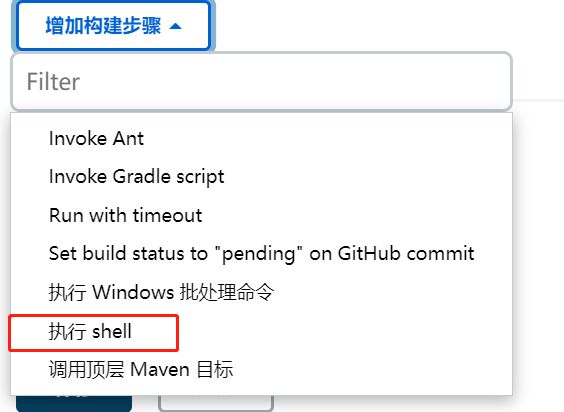 增加构建步骤
Filter
Invoke Ant
Invoke Gradle script
Run with timeout
Set build status to "pending" on GitHub commit
执行 Windows 批处理命令
执行 shell
调用顶层 Maven 目标